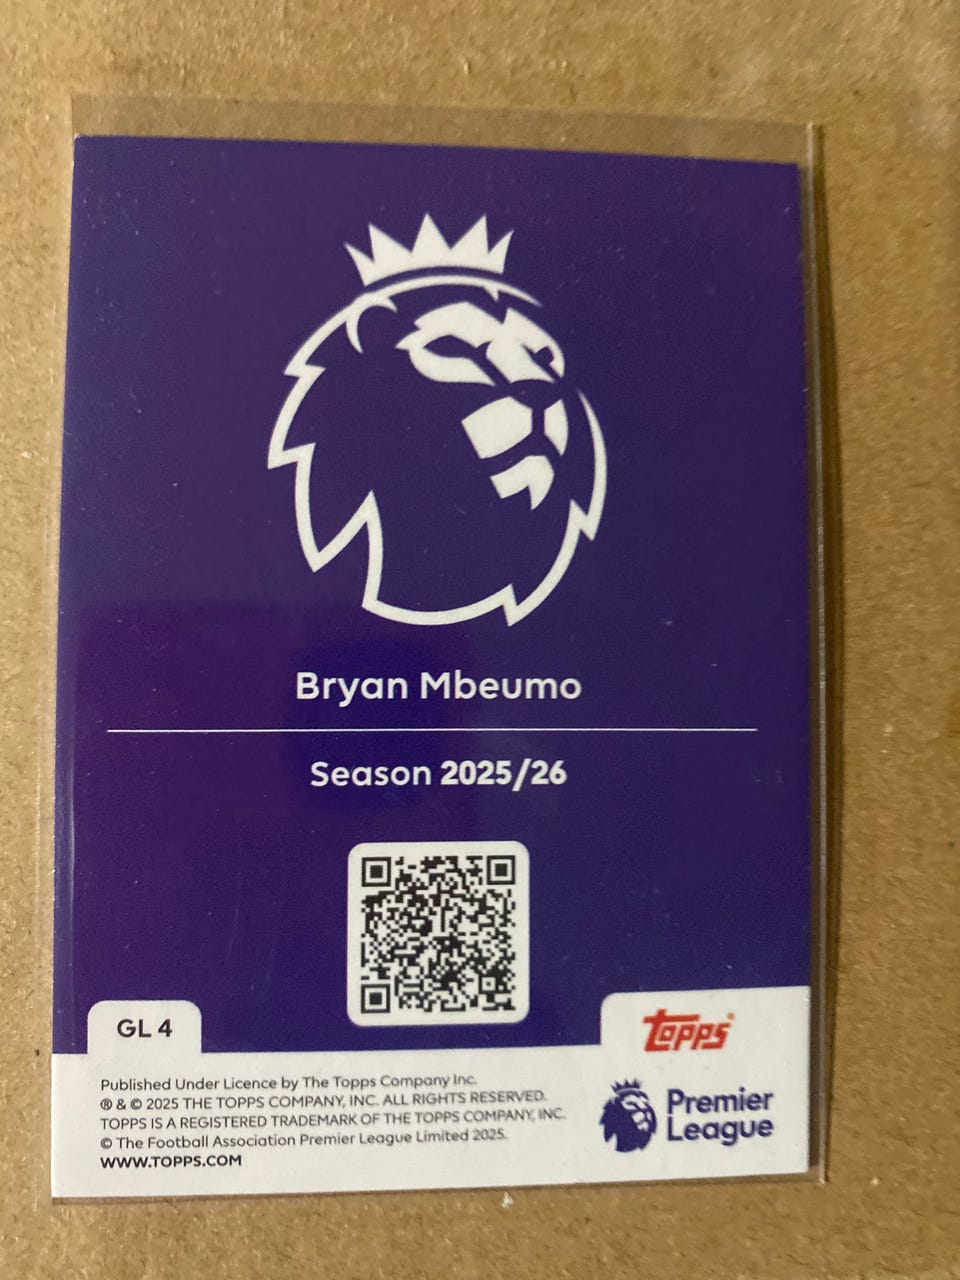 Bryan Mbeumo
Season 2025/26
GL 4
Topps
Published Under Licence by The Topps Company Inc.
® & © 2025 THE TOPPS COMPANY, INC. ALL RIGHTS RESERVED.
TOPPS IS A REGISTERED TRADEMARK OF THE TOPPS COMPANY, INC.
© The Football Association Premier League Limited 2025.
WWW.TOPPS.COM
Premier
League